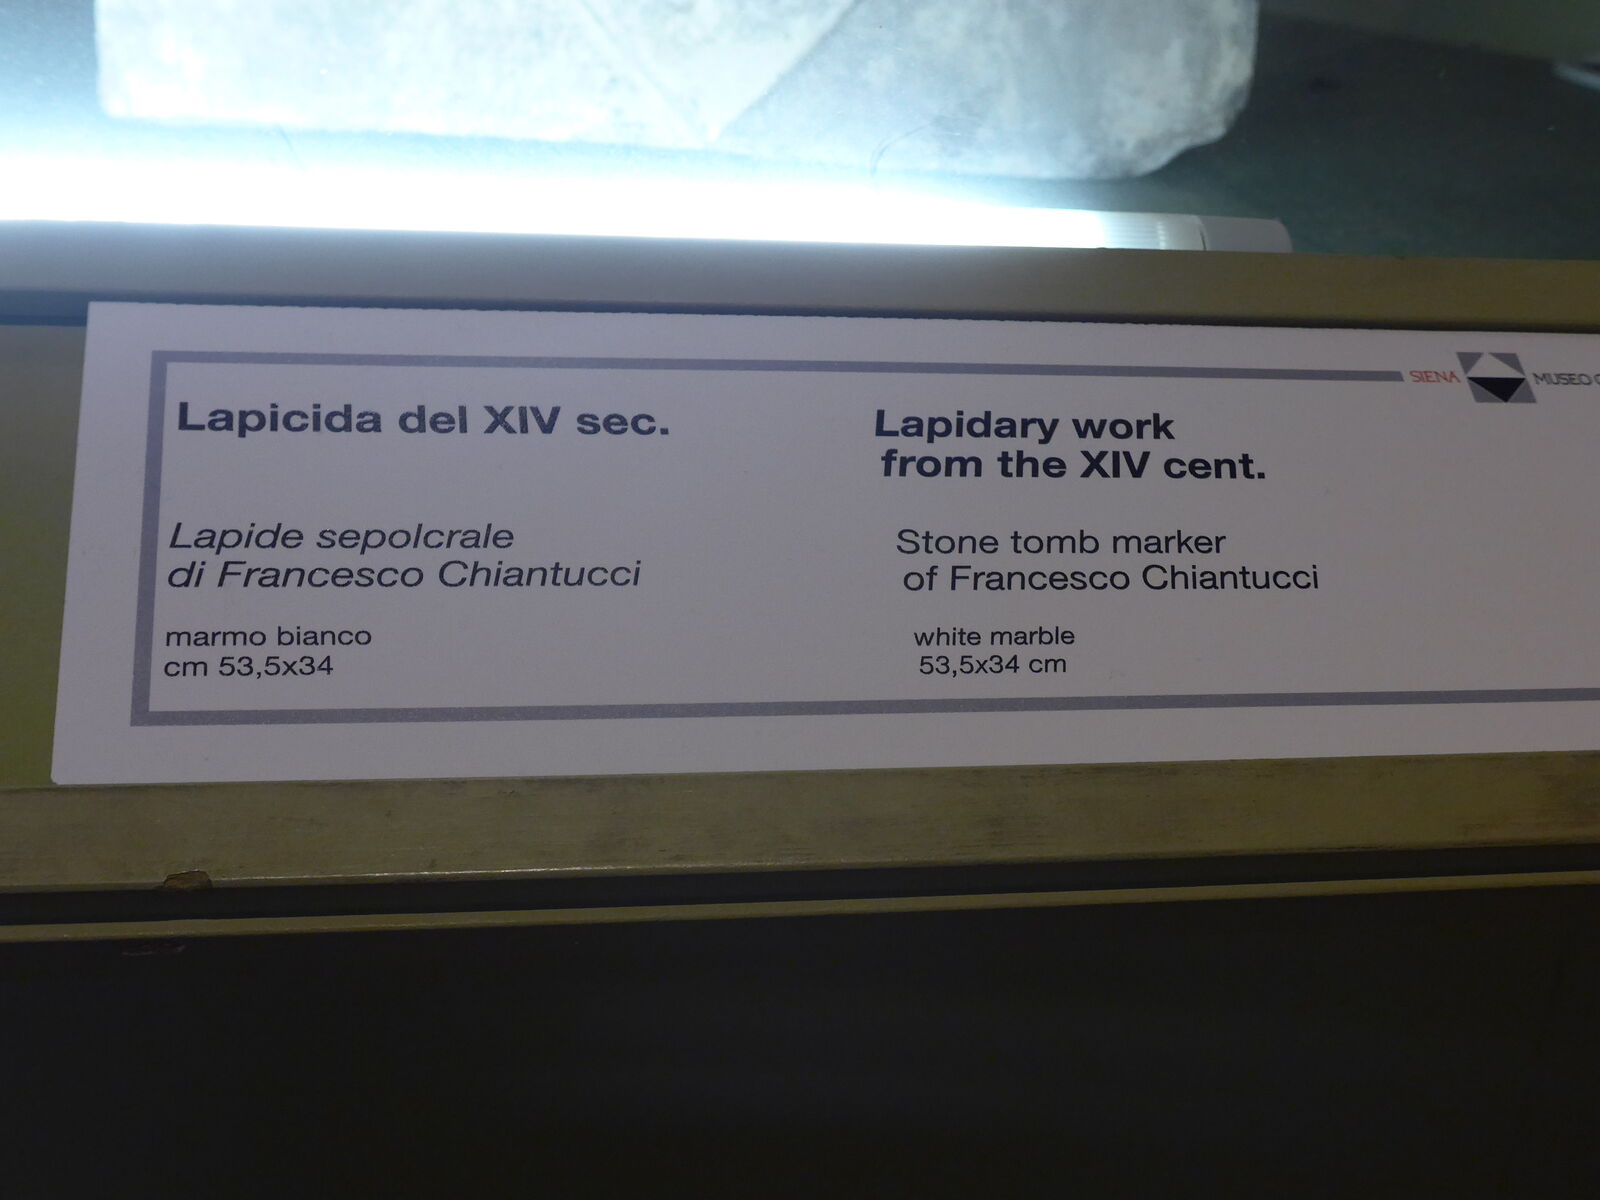 SIENA MUSEO
Lapicida del XIV sec.
Lapide sepolcrale
di Francesco Chiantucci
marmo bianco
cm 53,5x34
Lapidary work
from the XIV cent.
Stone tomb marker
of Francesco Chiantucci
white marble
53,5x34 cm